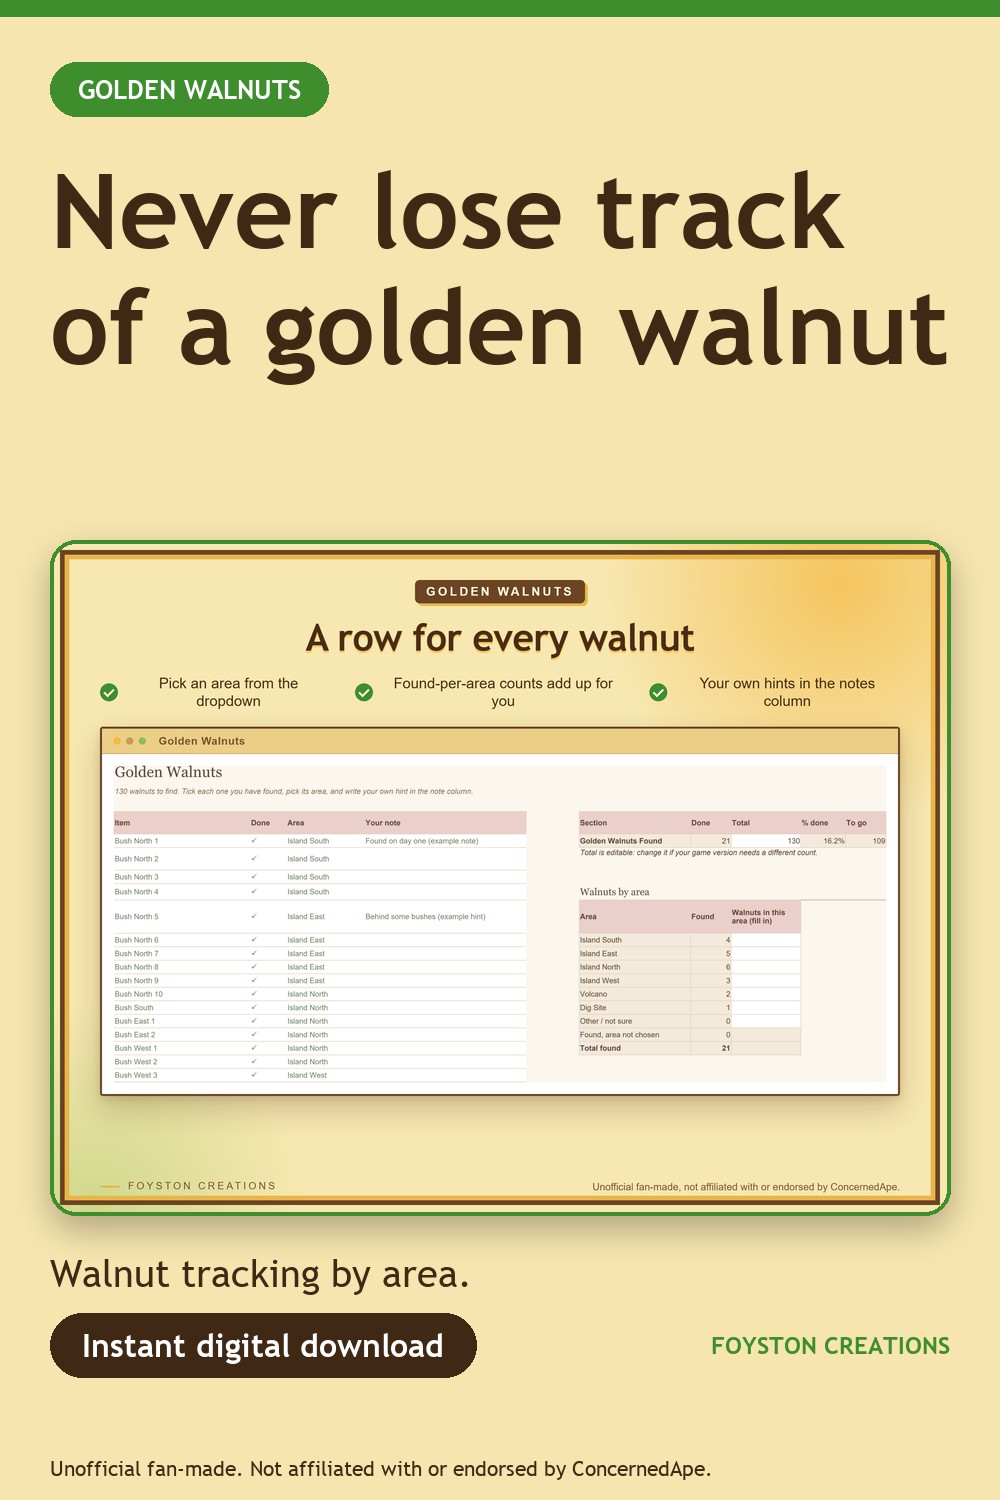 GOLDEN WALNUTS
Never lose track
of a golden walnut
GOLDEN WALNUTS
A row for every walnut
Pick an area from the
dropdown
Found-per-area counts add up for
you
Your own hints in the notes
column
Golden Walnuts
Golden Walnuts
130 walnuts to find. Tick each one you have found, pick its area, and write your own hint in the note column.
Item Done Area Your note
Bush North 1 ✓ Island South Found on day one (example note)
Bush North 2 ✓ Island South
Bush North 3 ✓ Island South
Bush North 4 ✓ Island South
Bush North 5 ✓ Island East Behind some bushes (example hint)
Bush North 6 ✓ Island East
Bush North 7 ✓ Island East
Bush North 8 ✓ Island East
Bush North 9 ✓ Island East
Bush North 10 ✓ Island North
Bush South ✓ Island North
Bush East 1 ✓ Island North
Bush East 2 ✓ Island North
Bush West 1 ✓ Island North
Bush West 2 ✓ Island North
Bush West 3 ✓ Island West
Section Done Total % done To go
Golden Walnuts Found 21 130 16.2% 109
Total is editable: change it if your game version needs a different count.
Walnuts by area
Area Found Walnuts in this
area (fill in)
Island South 4
Island East 5
Island North 6
Island West 3
Volcano 2
Dig Site 1
Other / not sure 0
Found, area not chosen 0
Total found 21
FOYSTON CREATIONS
Unofficial fan-made, not affiliated with or endorsed by ConcernedApe.
Walnut tracking by area.
Instant digital download
FOYSTON CREATIONS
Unofficial fan-made. Not affiliated with or endorsed by ConcernedApe.